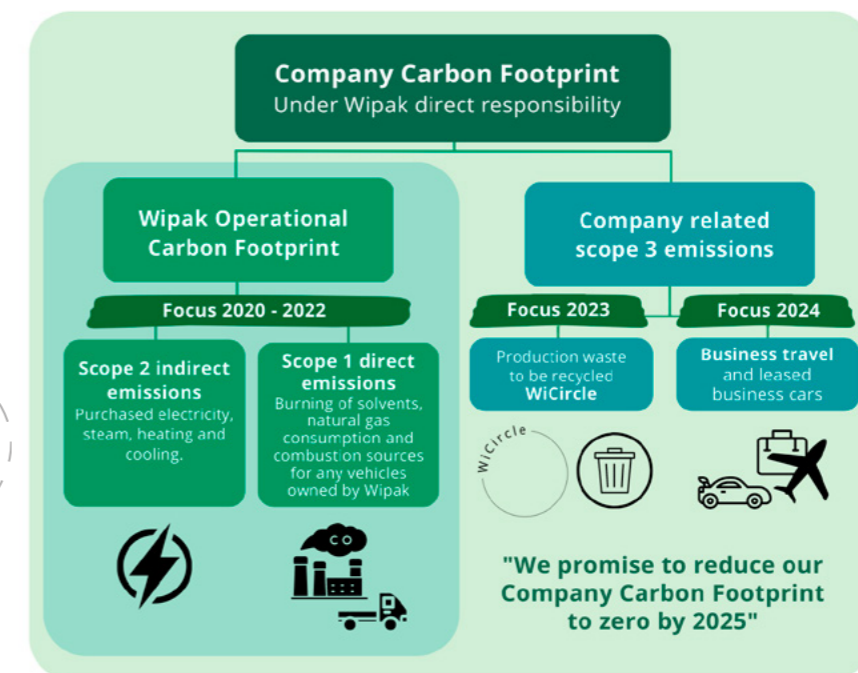 Company Carbon Footprint
Under Wipak direct responsibility
Wipak Operational
Carbon Footprint
Company related
scope 3 emissions
Focus 2020 - 2022
Focus 2023
Focus 2024
Scope 2 indirect
emissions
Purchased electricity,
steam, heating and
cooling.
Scope 1 direct
emissions
Burning of solvents,
natural gas
consumption and
combustion sources
for any vehicles
owned by Wipak
Production waste
to be recycled
WiCircle
Business travel
and leased
business cars
WiCircle
CO
"We promise to reduce our
Company Carbon Footprint
to zero by 2025"